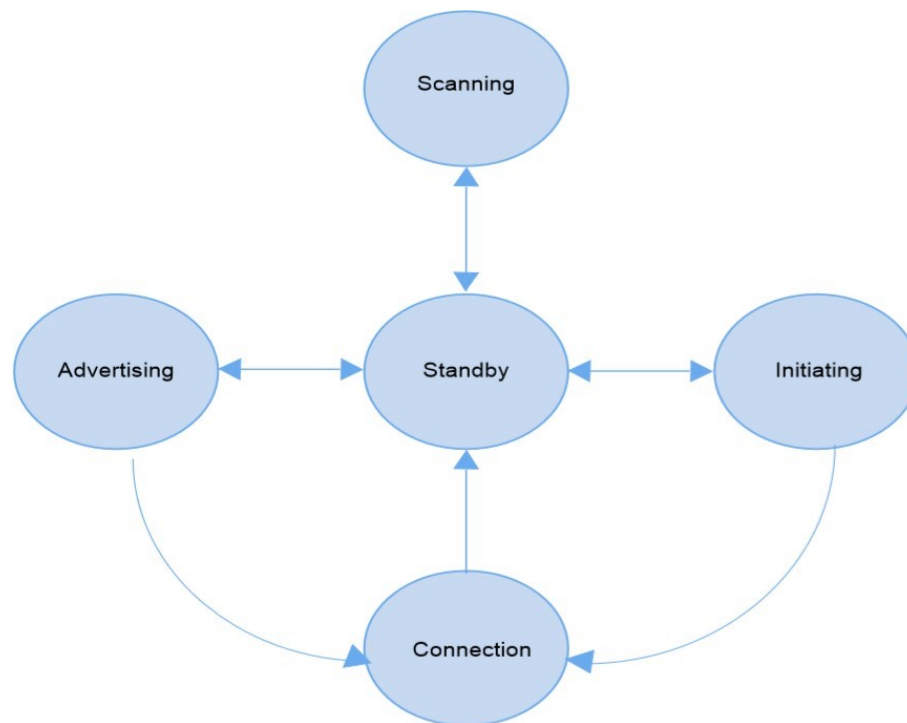 Scanning
Advertising
Standby
Initiating
Connection